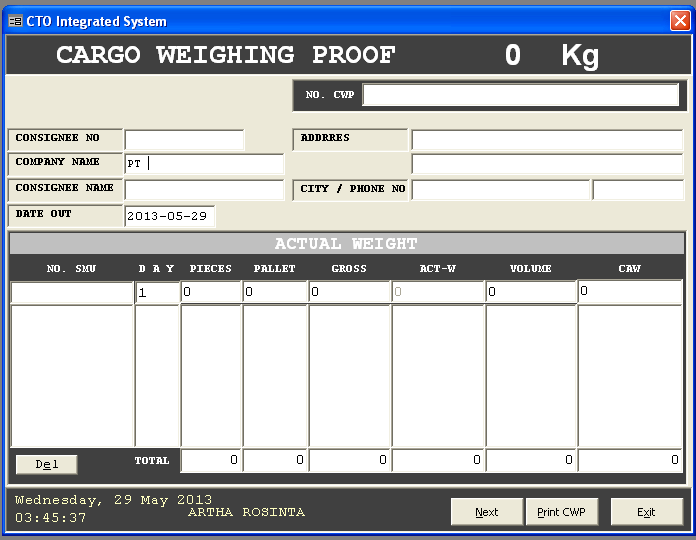 CTO Integrated System
CARGO WEIGHING PROOF 0 Kg
NO. CWP
CONSIGNEE NO ADDRRES
COMPANY NAME PT
CONSIGNEE NAME CITY / PHONE NO
DATE OUT 2013-05-29
ACTUAL WEIGHT
NO. SMU D A Y PIECES PALLET GROSS ACT-W VOLUME CAW
1 0 0 0 0 0 0
Del TOTAL 0 0 0 0 0 0
Wednesday, 29 May 2013
03:45:37 ARTHA ROSINTA Next Print CWP Exit